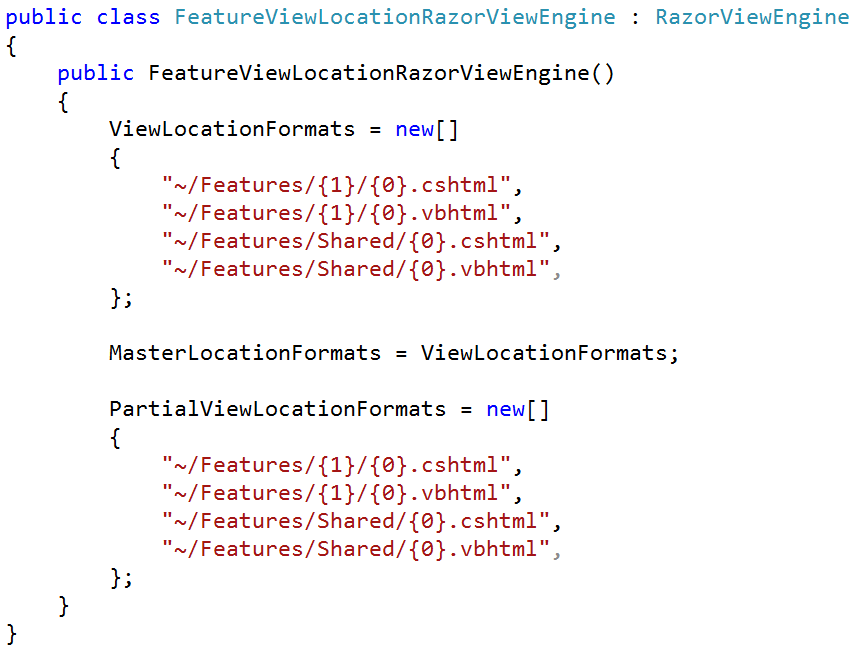 public class FeatureViewLocationRazorViewEngine : RazorViewEngine
{
    public FeatureViewLocationRazorViewEngine()
    {
        ViewLocationFormats = new[]
        {
            "~/Features/{1}/{0}.cshtml",
            "~/Features/{1}/{0}.vbhtml",
            "~/Features/Shared/{0}.cshtml",
            "~/Features/Shared/{0}.vbhtml",
        };

        MasterLocationFormats = ViewLocationFormats;

        PartialViewLocationFormats = new[]
        {
            "~/Features/{1}/{0}.cshtml",
            "~/Features/{1}/{0}.vbhtml",
            "~/Features/Shared/{0}.cshtml",
            "~/Features/Shared/{0}.vbhtml",
        };
    }
}